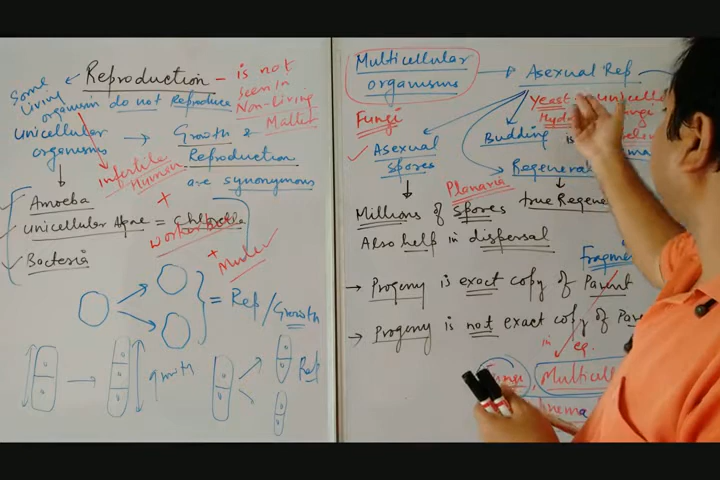 Reproduction - is not
seen in
Non-Living
Matter
Some
Living
organism do not Reproduce
unicellular
organisms
Growth &
Reproduction
are synonymous
infertile
Human
Amoeba
unicellular Algae = Chlorella
worker bee
+ Mule
Bacteria
= Rep / Growth
growth
Rep
Multicellular
organisms
Asexual Rep
Fungi
Yeast
Hydra
Asexual
Spores
Budding
is
Planaria
Millions of spores
true Regene
Also help in dispersal
Fragme
→ Progeny is exact copy of Parent
→ Progeny is not exact copy of Par
in
eg.
Fungi, Multicell
nema